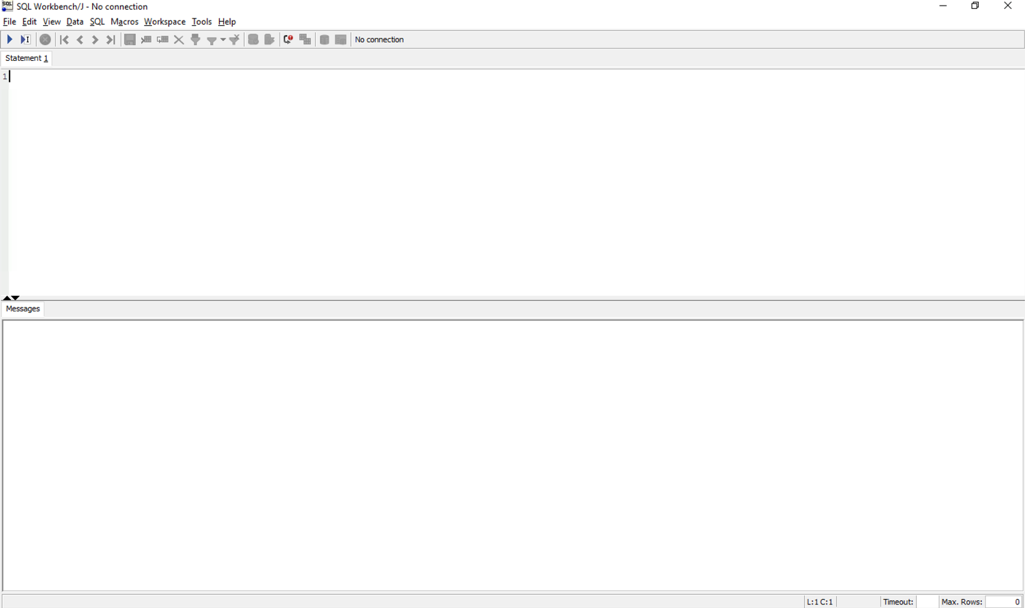 SQL Workbench/J - No connection
File Edit View Data SQL Macros Workspace Tools Help
No connection
Statement 1
1
Messages
L:1 C:1 Timeout: Max. Rows: 0